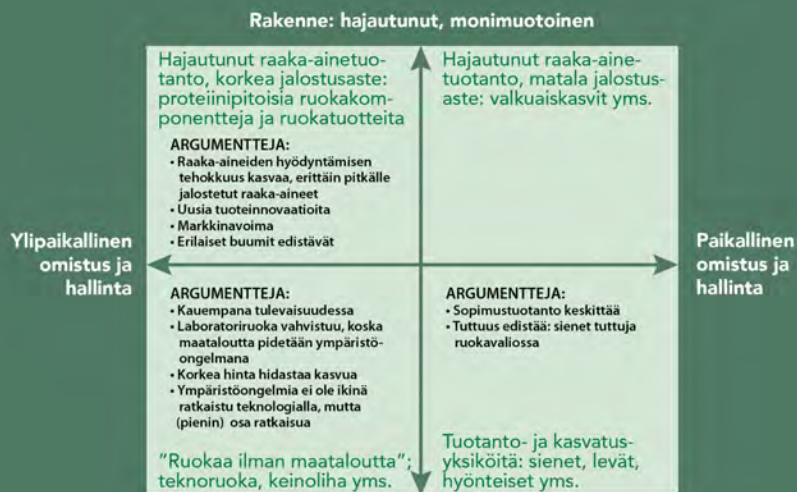 Rakenne: hajautunut, monimuotoinen
Hajautunut raaka-ainetuo-
tanto, korkea jalostusaste:
proteiinipitoisia ruokakom-
ponentteja ja ruokatuotteita
ARGUMENTTEJA:
• Raaka-aineiden hyödyntämisen
tehokkuus kasvaa, erittäin pitkälle
jalostetut raaka-aineet
• Uusia tuoteinnovaatioita
• Markkinavoima
• Erilaiset buumit edistävät
Hajautunut raaka-aine-
tuotanto, matala jalostus-
aste: valkuaiskasvit yms.
Ylipaikallinen
omistus ja
hallinta
Paikallinen
omistus ja
hallinta
ARGUMENTTEJA:
• Kauempana tulevaisuudessa
• Laboratoriruoka vahvistuu, koska
maataloutta pidetään ympäristö-
ongelmana
• Korkea hinta hidastaa kasvua
• Ympäristöongelmia ei ole ikinä
ratkaistu teknologialla, mutta
(pienin) osa ratkaisua
"Ruokaa ilman maataloutta";
teknoruoka, keinoliha yms.
ARGUMENTTEJA:
• Sopimustuotanto keskittää
• Tuttuus edistää: sienet tuttuja
ruokavaliossa
Tuotanto- ja kasvatus-
yksiköitä: sienet, levät,
hyönteiset yms.